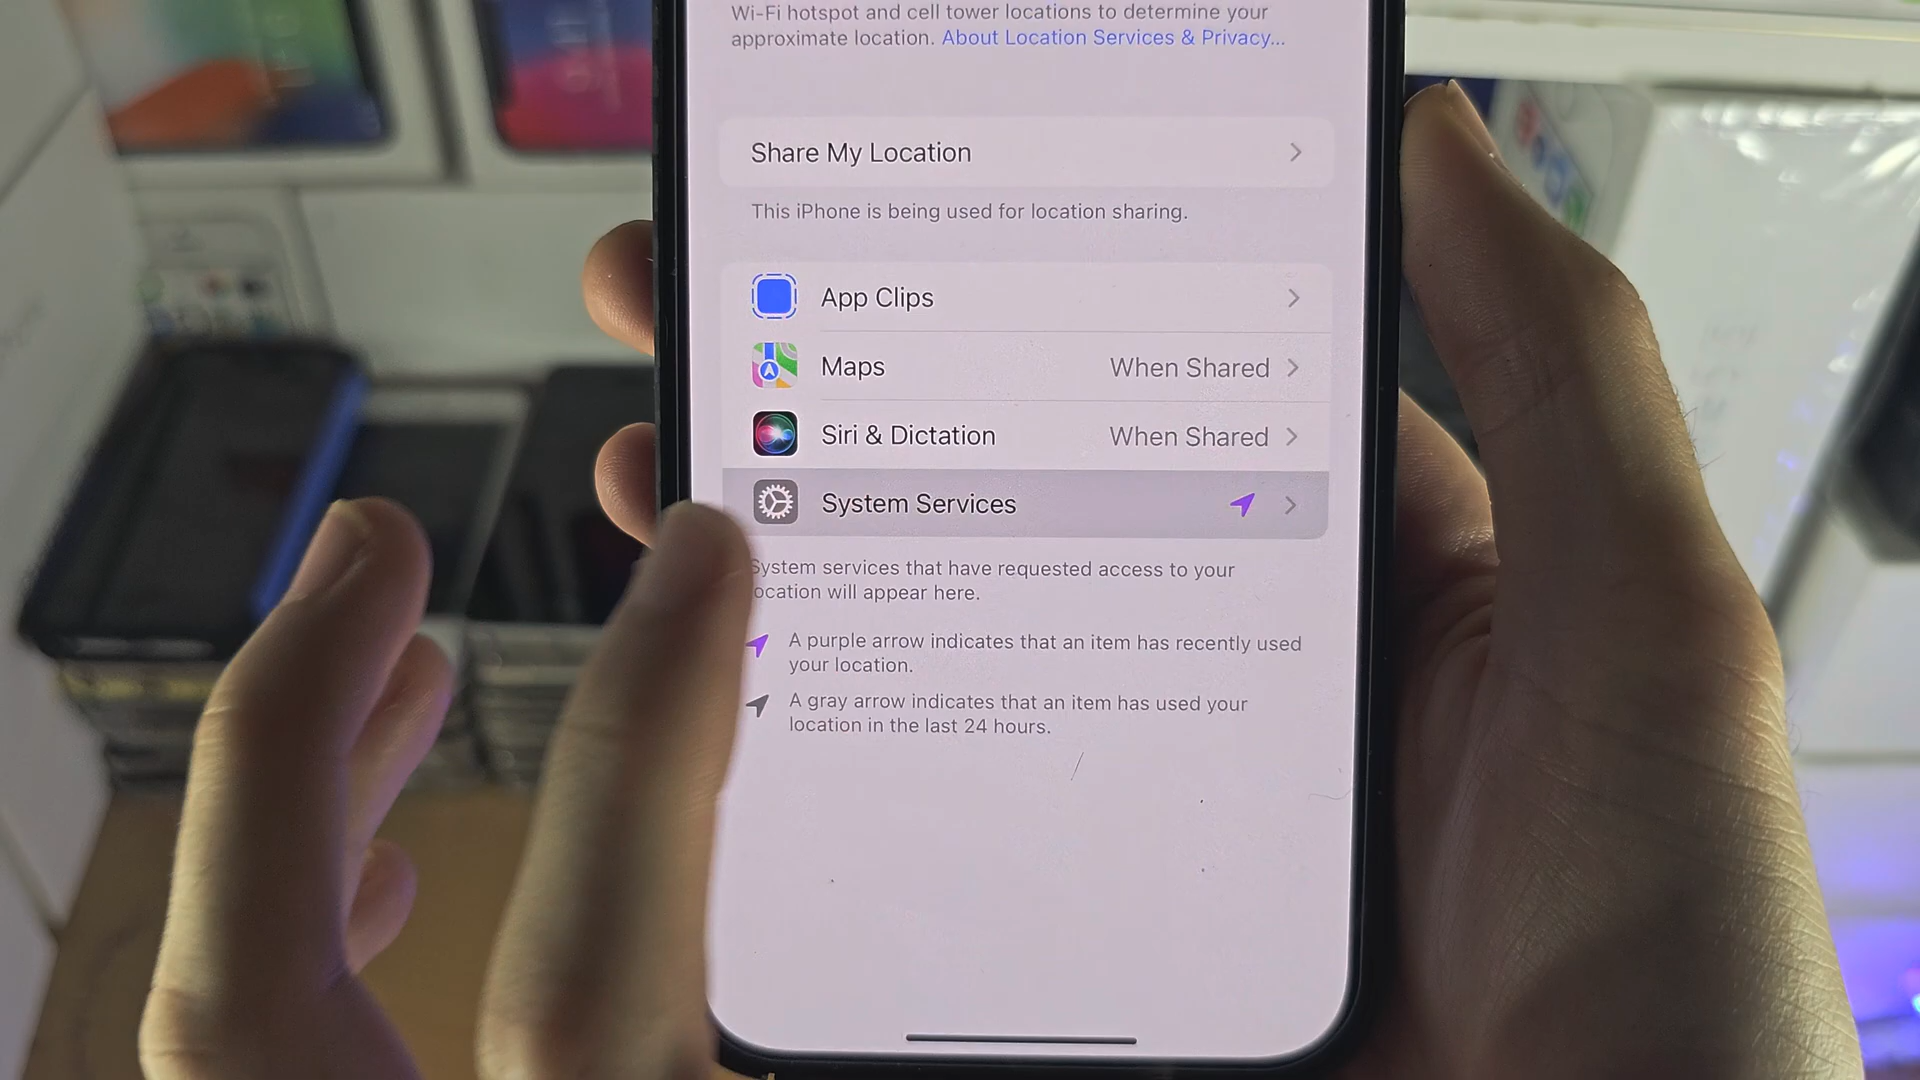 Wi-Fi hotspot and cell tower locations to determine your
approximate location. About Location Services & Privacy...
Share My Location
This iPhone is being used for location sharing.
App Clips
Maps When Shared
Siri & Dictation When Shared
System Services
System services that have requested access to your
ocation will appear here.
A purple arrow indicates that an item has recently used
your location.
A gray arrow indicates that an item has used your
location in the last 24 hours.